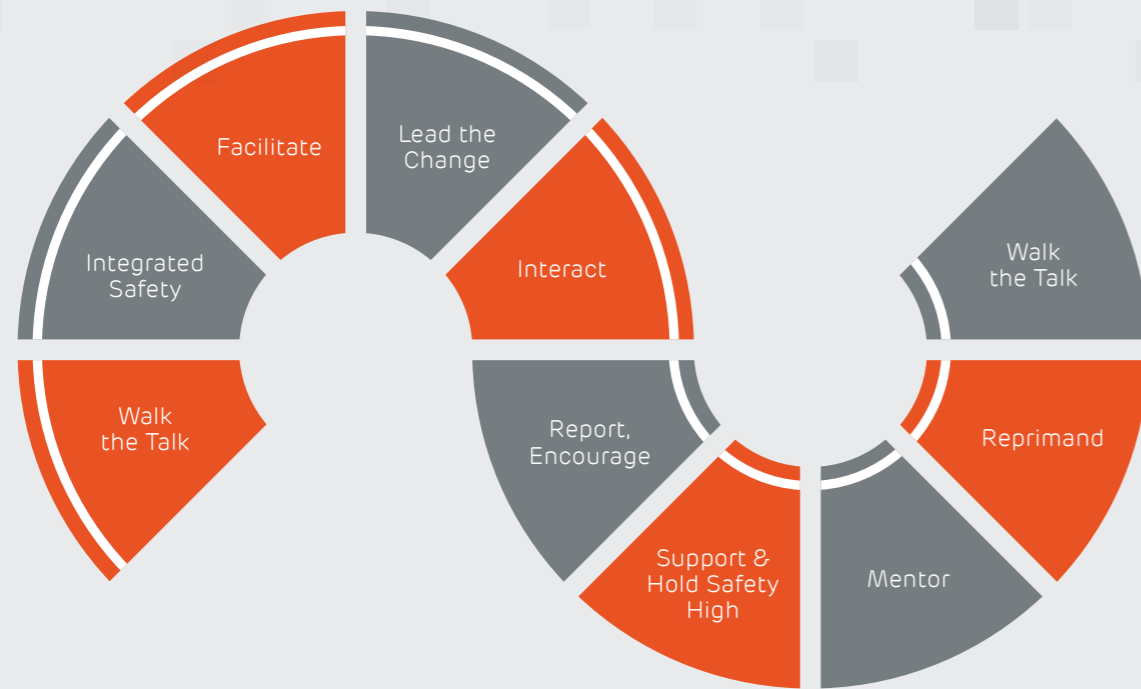 Walk
the Talk
Integrated
Safety
Facilitate
Lead the
Change
Interact
Report,
Encourage
Support &
Hold Safety
High
Mentor
Reprimand
Walk
the Talk